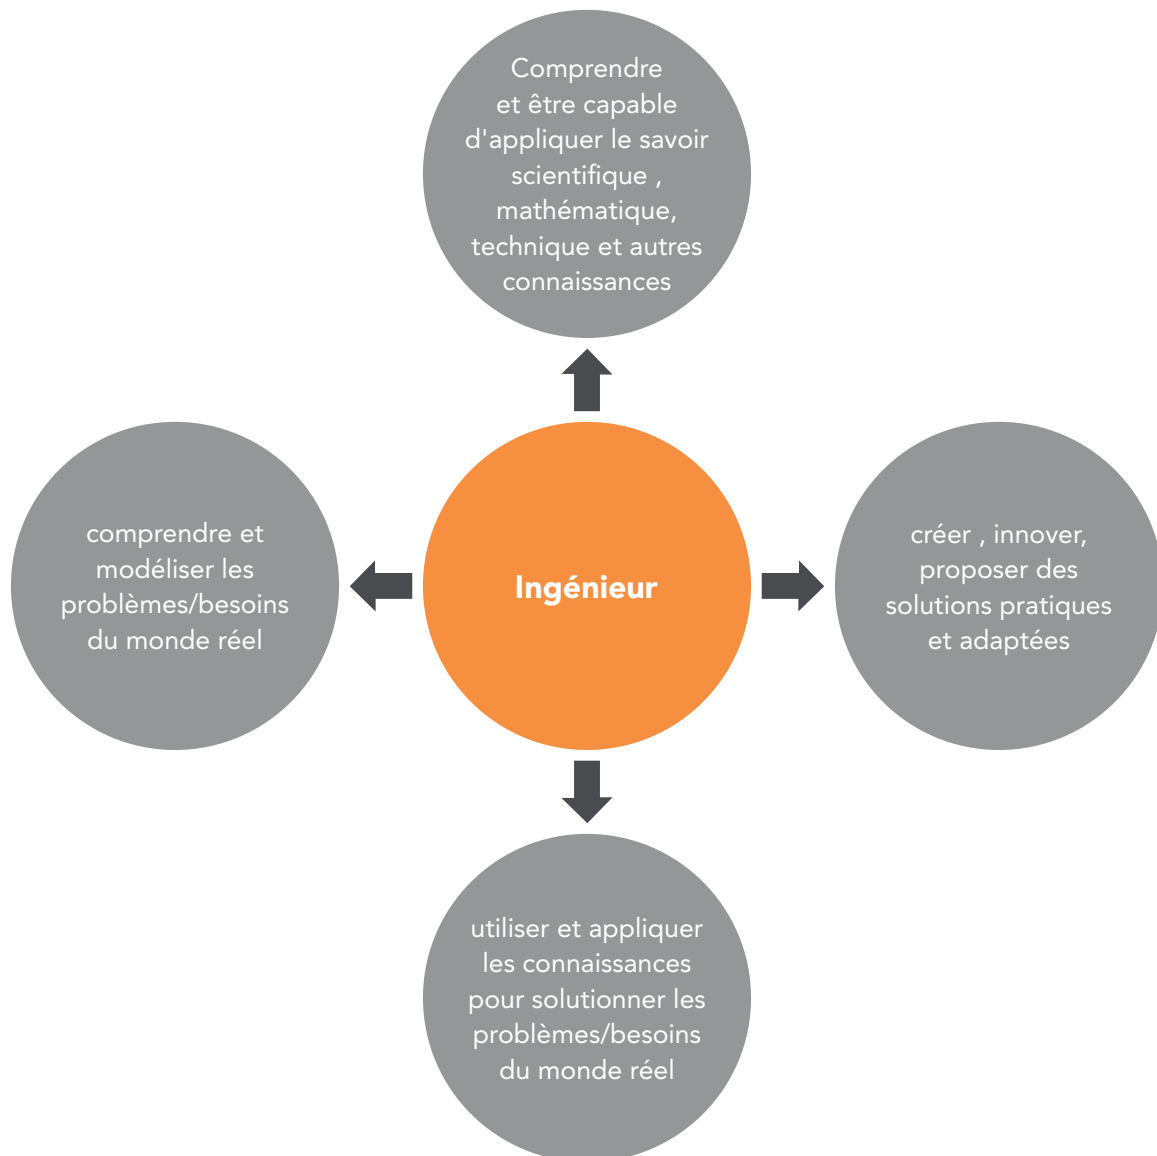 Comprendre
et être capable
d'appliquer le savoir
scientifique ,
mathématique,
technique et autres
connaissances
comprendre et
modéliser les
problèmes/besoins
du monde réel
Ingénieur
créer , innover,
proposer des
solutions pratiques
et adaptées
utiliser et appliquer
les connaissances
pour solutionner les
problèmes/besoins
du monde réel